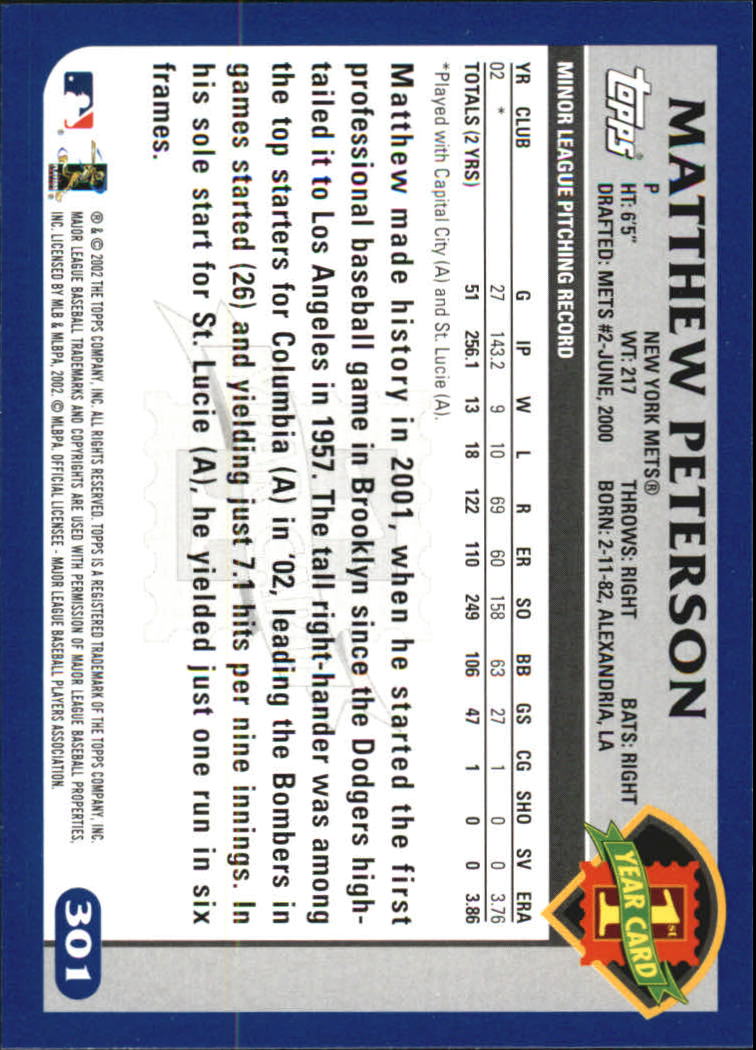 MATTHEW PETERSON
topps®
P
NEW YORK METS®
HT: 6'5" WT: 217 THROWS: RIGHT BATS: RIGHT
DRAFTED: METS #2-JUNE, 2000 BORN: 2-11-82, ALEXANDRIA, LA
1st
YEAR CARD
MINOR LEAGUE PITCHING RECORD
YR CLUB G IP W L R ER SO BB GS CG SHO SV ERA
02 * 27 143.2 9 10 69 60 158 63 27 1 0 0 3.76
TOTALS (2 YRS) 51 256.1 13 18 122 110 249 106 47 1 0 0 3.86
*Played with Capital City (A) and St. Lucie (A).
Matthew made history in 2001, when he started the first
professional baseball game in Brooklyn since the Dodgers high-
tailed it to Los Angeles in 1957. The tall right-hander was among
the top starters for Columbia (A) in '02, leading the Bombers in
games started (26) and yielding just 7. hits per nine innings. In
his sole start for St. Lucie (A), he yielded just one run in six
frames.
® & © 2002 THE TOPPS COMPANY, INC. ALL RIGHTS RESERVED. TOPPS IS A REGISTERED TRADEMARK OF THE TOPPS COMPANY, INC.
MAJOR LEAGUE BASEBALL TRADEMARKS AND COPYRIGHTS ARE USED WITH PERMISSION OF MAJOR LEAGUE BASEBALL PROPERTIES,
INC. LICENSED BY MLB & MLBPA, 2002. © MLBPA. OFFICIAL LICENSEE - MAJOR LEAGUE BASEBALL PLAYERS ASSOCIATION.
301